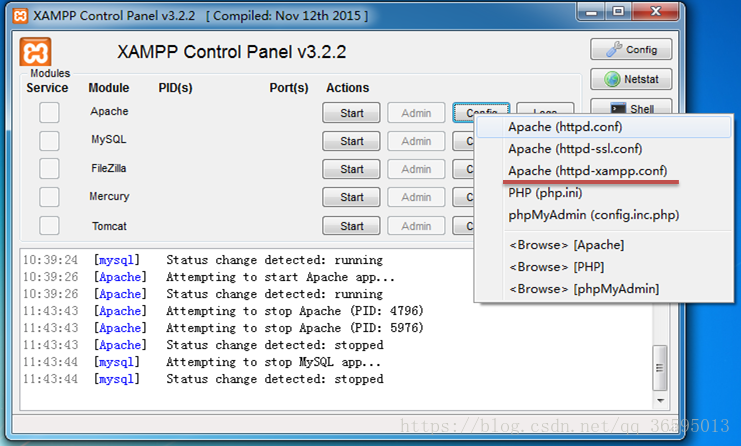 XAMPP Control Panel v3.2.2 [ Compiled: Nov 12th 2015 ]
XAMPP Control Panel v3.2.2
Config
Netstat
Shell
Modules
Service Module PID(s) Port(s) Actions
Apache Start Admin Config Logs
MySQL Start Admin
FileZilla Start Admin
Mercury Start Admin
Tomcat Start Admin
Apache (httpd.conf)
Apache (httpd-ssl.conf)
Apache (httpd-xampp.conf)
PHP (php.ini)
phpMyAdmin (config.inc.php)
<Browse> [Apache]
<Browse> [PHP]
<Browse> [phpMyAdmin]
10:39:24 [mysql] Status change detected: running
10:39:26 [Apache] Attempting to start Apache app...
10:39:26 [Apache] Status change detected: running
11:43:43 [Apache] Attempting to stop Apache (PID: 4796)
11:43:43 [Apache] Attempting to stop Apache (PID: 5976)
11:43:43 [Apache] Status change detected: stopped
11:43:44 [mysql] Attempting to stop MySQL app...
11:43:44 [mysql] Status change detected: stopped
https://blog.csdn.net/qq_36595013